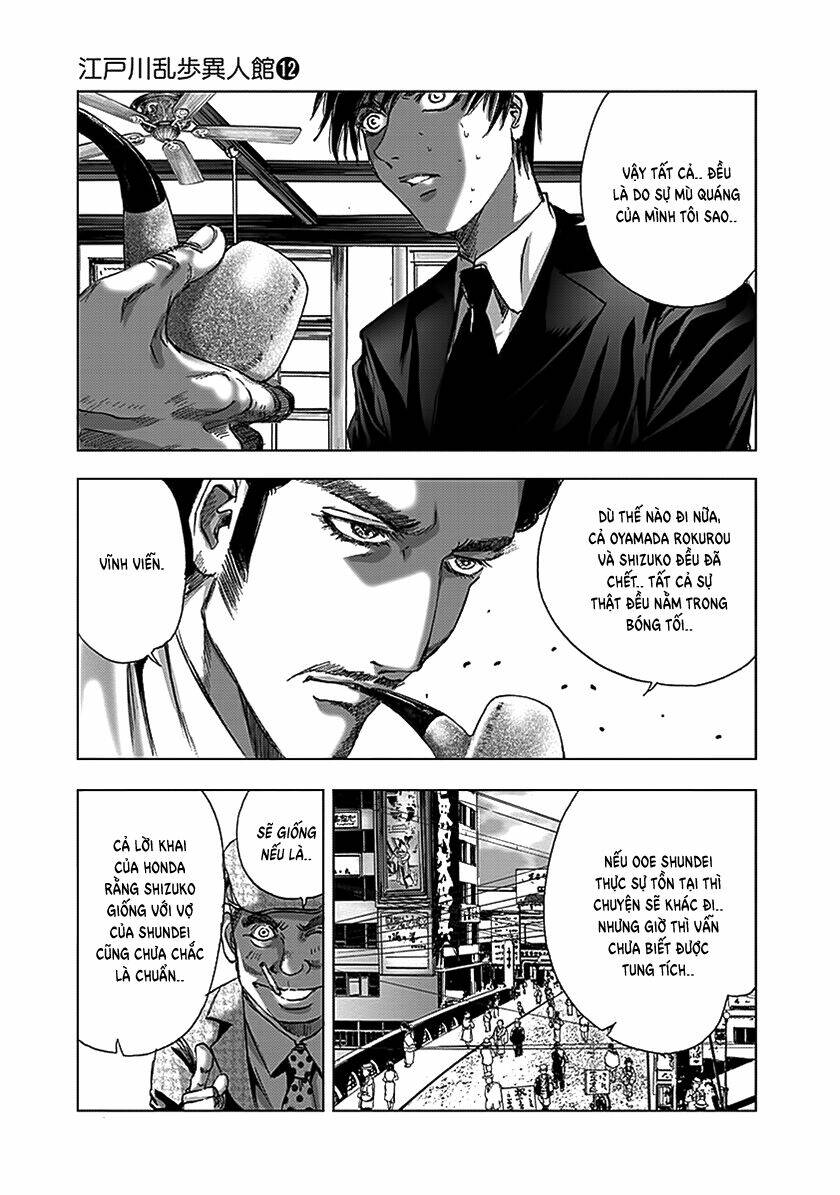 江戸川乱歩異人館⓬
VẬY TẤT CẢ.. ĐỀU
LÀ DO SỰ MÙ QUÁNG
CỦA MÌNH TÔI SAO..
DÙ THẾ NÀO ĐI NỮA,
CẢ OYAMADA ROKUROU
VÀ SHIZUKO ĐỀU ĐÃ
CHẾT.. TẤT CẢ SỰ
THẬT ĐỀU NẰM TRONG
BÓNG TỐI..
VĨNH VIỄN.
NẾU OOE SHUNDEI
THỰC SỰ TỒN TẠI THÌ
CHUYỆN SẼ KHÁC ĐI..
NHƯNG GIỜ THÌ VẪN
CHƯA BIẾT ĐƯỢC
TUNG TÍCH..
SẼ GIỐNG
NẾU LÀ..
CẢ LỜI KHAI
CỦA HONDA
RẰNG SHIZUKO
GIỐNG VỚI VỢ
CỦA SHUNDEI
CŨNG CHƯA CHẮC
LÀ CHUẨN..